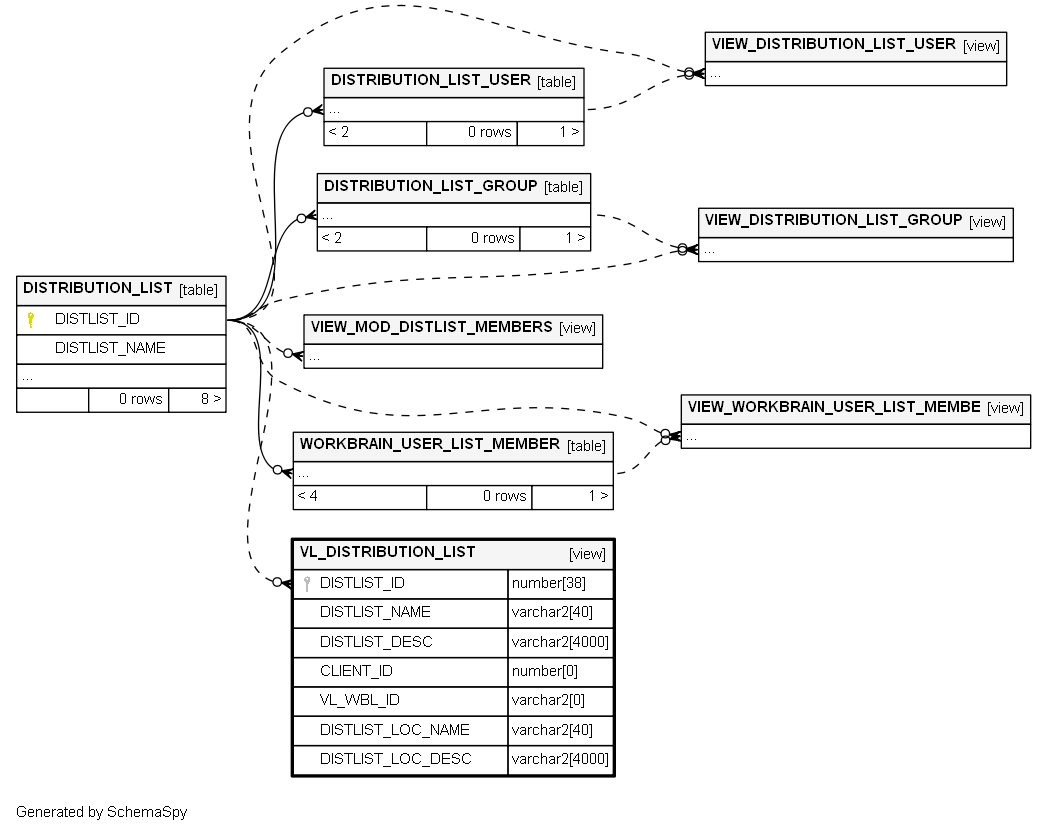 VIEW_DISTRIBUTION_LIST_USER [view]
...
DISTRIBUTION_LIST_USER [table]
...
< 2 0 rows 1 >
DISTRIBUTION_LIST_GROUP [table]
...
< 2 0 rows 1 >
VIEW_DISTRIBUTION_LIST_GROUP [view]
...
DISTRIBUTION_LIST [table]
DISTLIST_ID
DISTLIST_NAME
...
0 rows 8 >
VIEW_MOD_DISTLIST_MEMBERS [view]
...
VIEW_WORKBRAIN_USER_LIST_MEMBE [view]
...
WORKBRAIN_USER_LIST_MEMBER [table]
...
< 4 0 rows 1 >
VL_DISTRIBUTION_LIST [view]
DISTLIST_ID number[38]
DISTLIST_NAME varchar2[40]
DISTLIST_DESC varchar2[4000]
CLIENT_ID number[0]
VL_WBL_ID varchar2[0]
DISTLIST_LOC_NAME varchar2[40]
DISTLIST_LOC_DESC varchar2[4000]
Generated by SchemaSpy